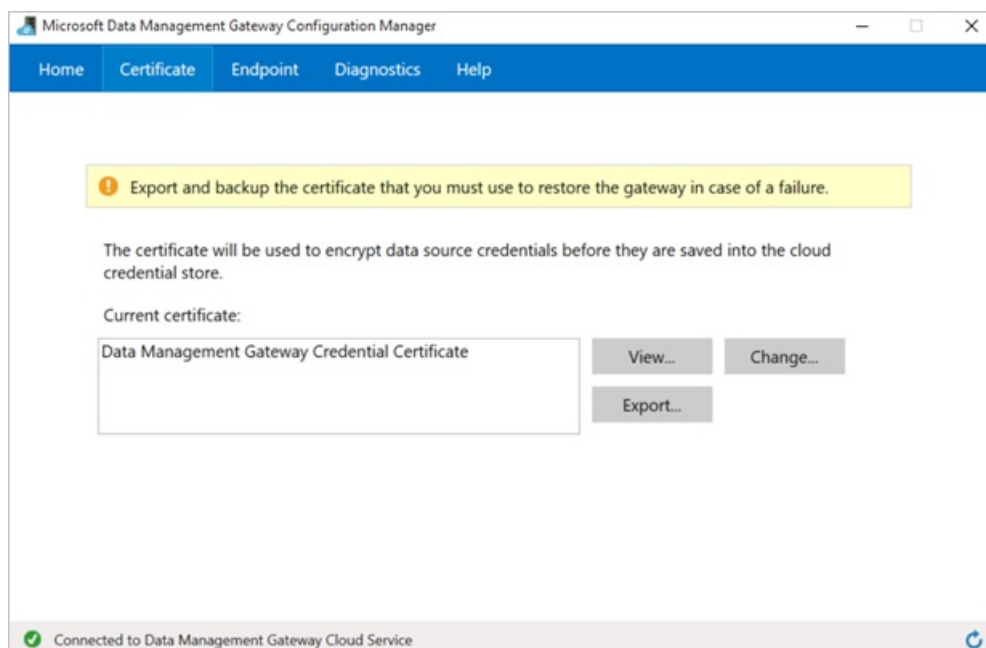 Microsoft Data Management Gateway Configuration Manager
Home Certificate Endpoint Diagnostics Help
Export and backup the certificate that you must use to restore the gateway in case of a failure.
The certificate will be used to encrypt data source credentials before they are saved into the cloud
credential store.
Current certificate:
Data Management Gateway Credential Certificate
View... Change...
Export...
Connected to Data Management Gateway Cloud Service